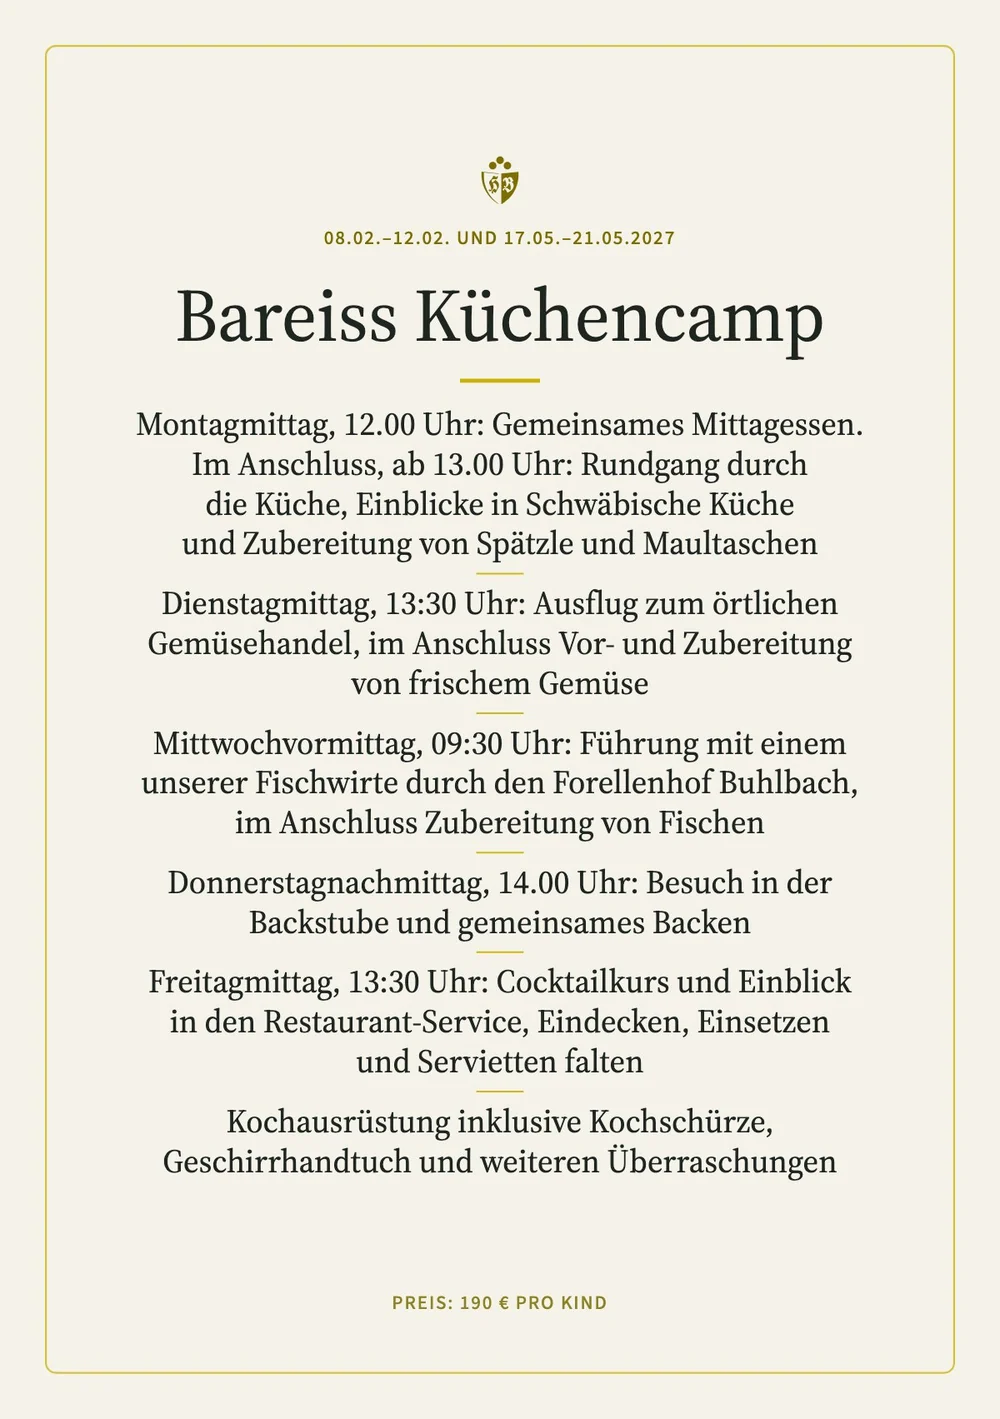 HB
08.02.–12.02. UND 17.05.–21.05.2027
Bareiss Küchencamp
Montagmittag, 12.00 Uhr: Gemeinsames Mittagessen.
Im Anschluss, ab 13.00 Uhr: Rundgang durch
die Küche, Einblicke in Schwäbische Küche
und Zubereitung von Spätzle und Maultaschen
Dienstagmittag, 13:30 Uhr: Ausflug zum örtlichen
Gemüsehandel, im Anschluss Vor- und Zubereitung
von frischem Gemüse
Mittwochvormittag, 09:30 Uhr: Führung mit einem
unserer Fischwirte durch den Forellenhof Buhlbach,
im Anschluss Zubereitung von Fischen
Donnerstagnachmittag, 14.00 Uhr: Besuch in der
Backstube und gemeinsames Backen
Freitagmittag, 13:30 Uhr: Cocktailkurs und Einblick
in den Restaurant-Service, Eindecken, Einsetzen
und Servietten falten
Kochausrüstung inklusive Kochschürze,
Geschirrhandtuch und weiteren Überraschungen
PREIS: 190 € PRO KIND